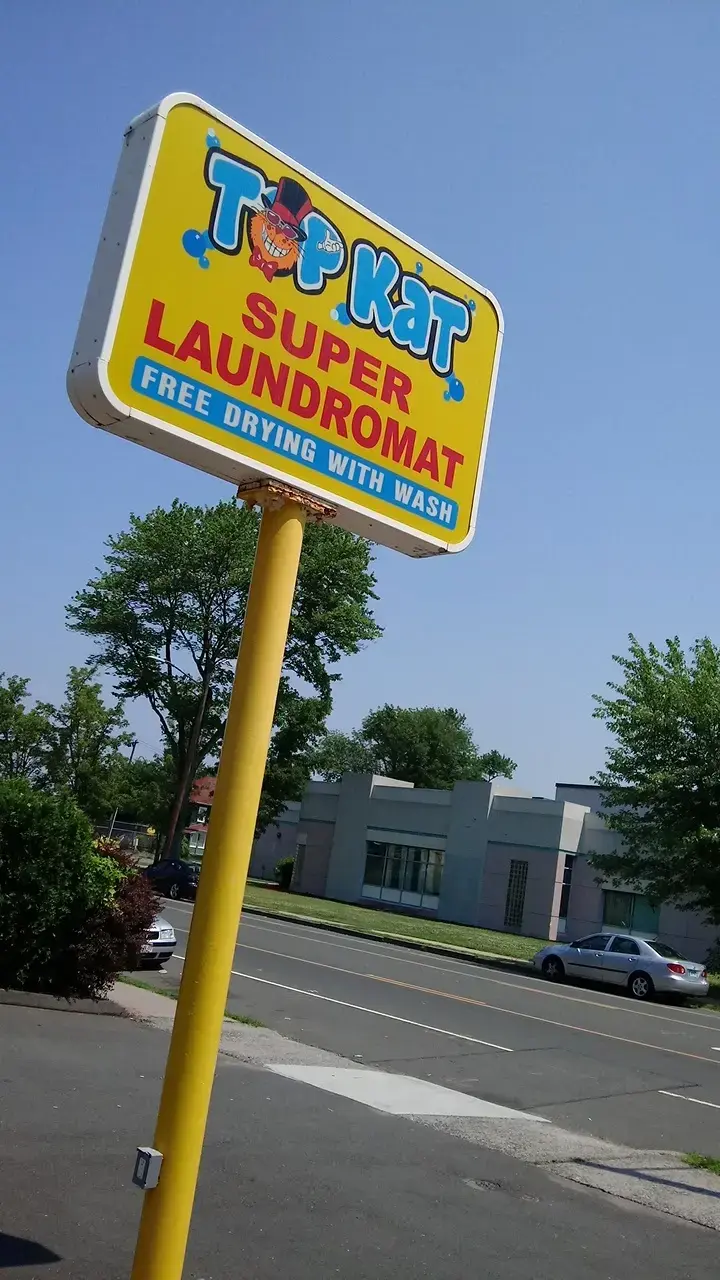 TOP KaT
SUPER
LAUNDROMAT
FREE DRYING WITH WASH